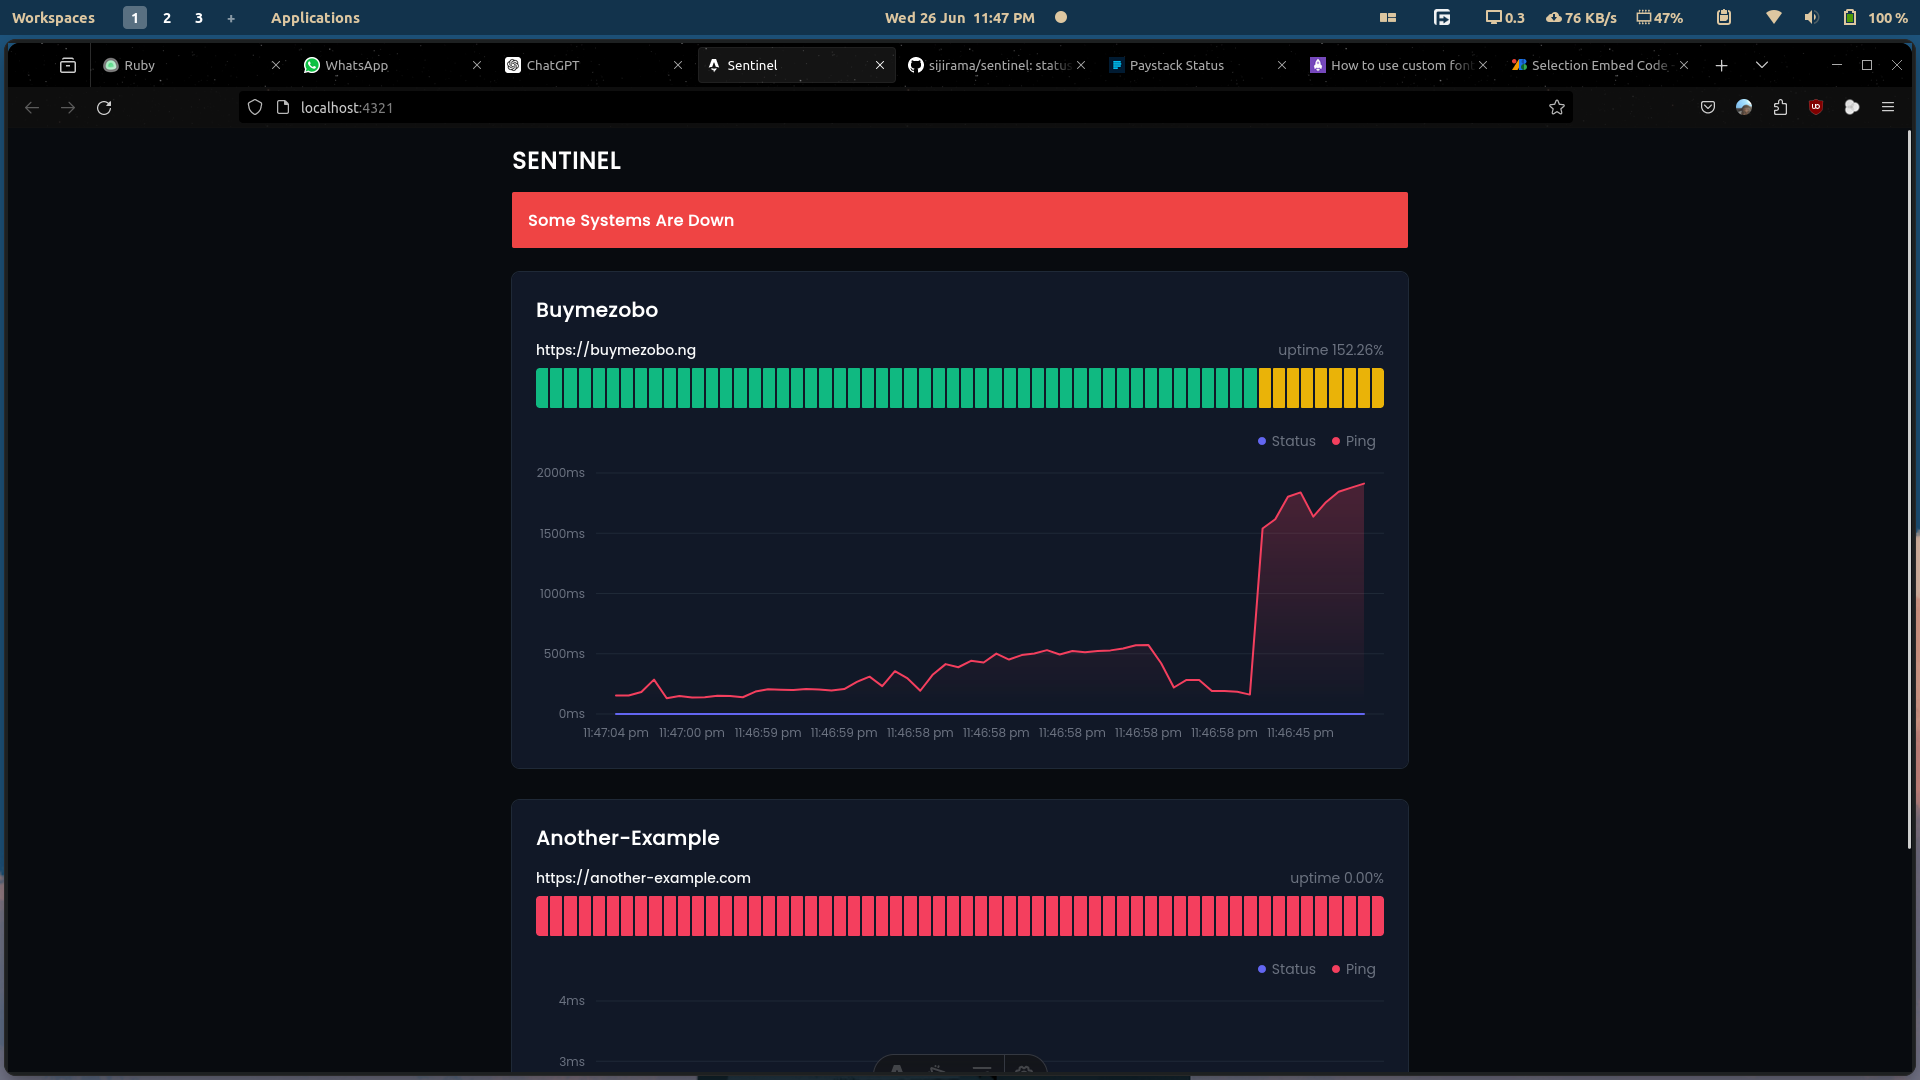 Workspaces 1 2 3 + Applications Wed 26 Jun 11:47 PM 0.3 76 KB/s 47% 100 %
Ruby WhatsApp ChatGPT Sentinel sijirama/sentinel: status Paystack Status How to use custom font Selection Embed Code -
localhost:4321
SENTINEL
Some Systems Are Down
Buymezobo
https://buymezobo.ng uptime 152.26%
Status Ping
2000ms
1500ms
1000ms
500ms
0ms
11:47:04 pm 11:47:00 pm 11:46:59 pm 11:46:59 pm 11:46:58 pm 11:46:58 pm 11:46:58 pm 11:46:58 pm 11:46:58 pm 11:46:45 pm
Another-Example
https://another-example.com uptime 0.00%
Status Ping
4ms
3ms